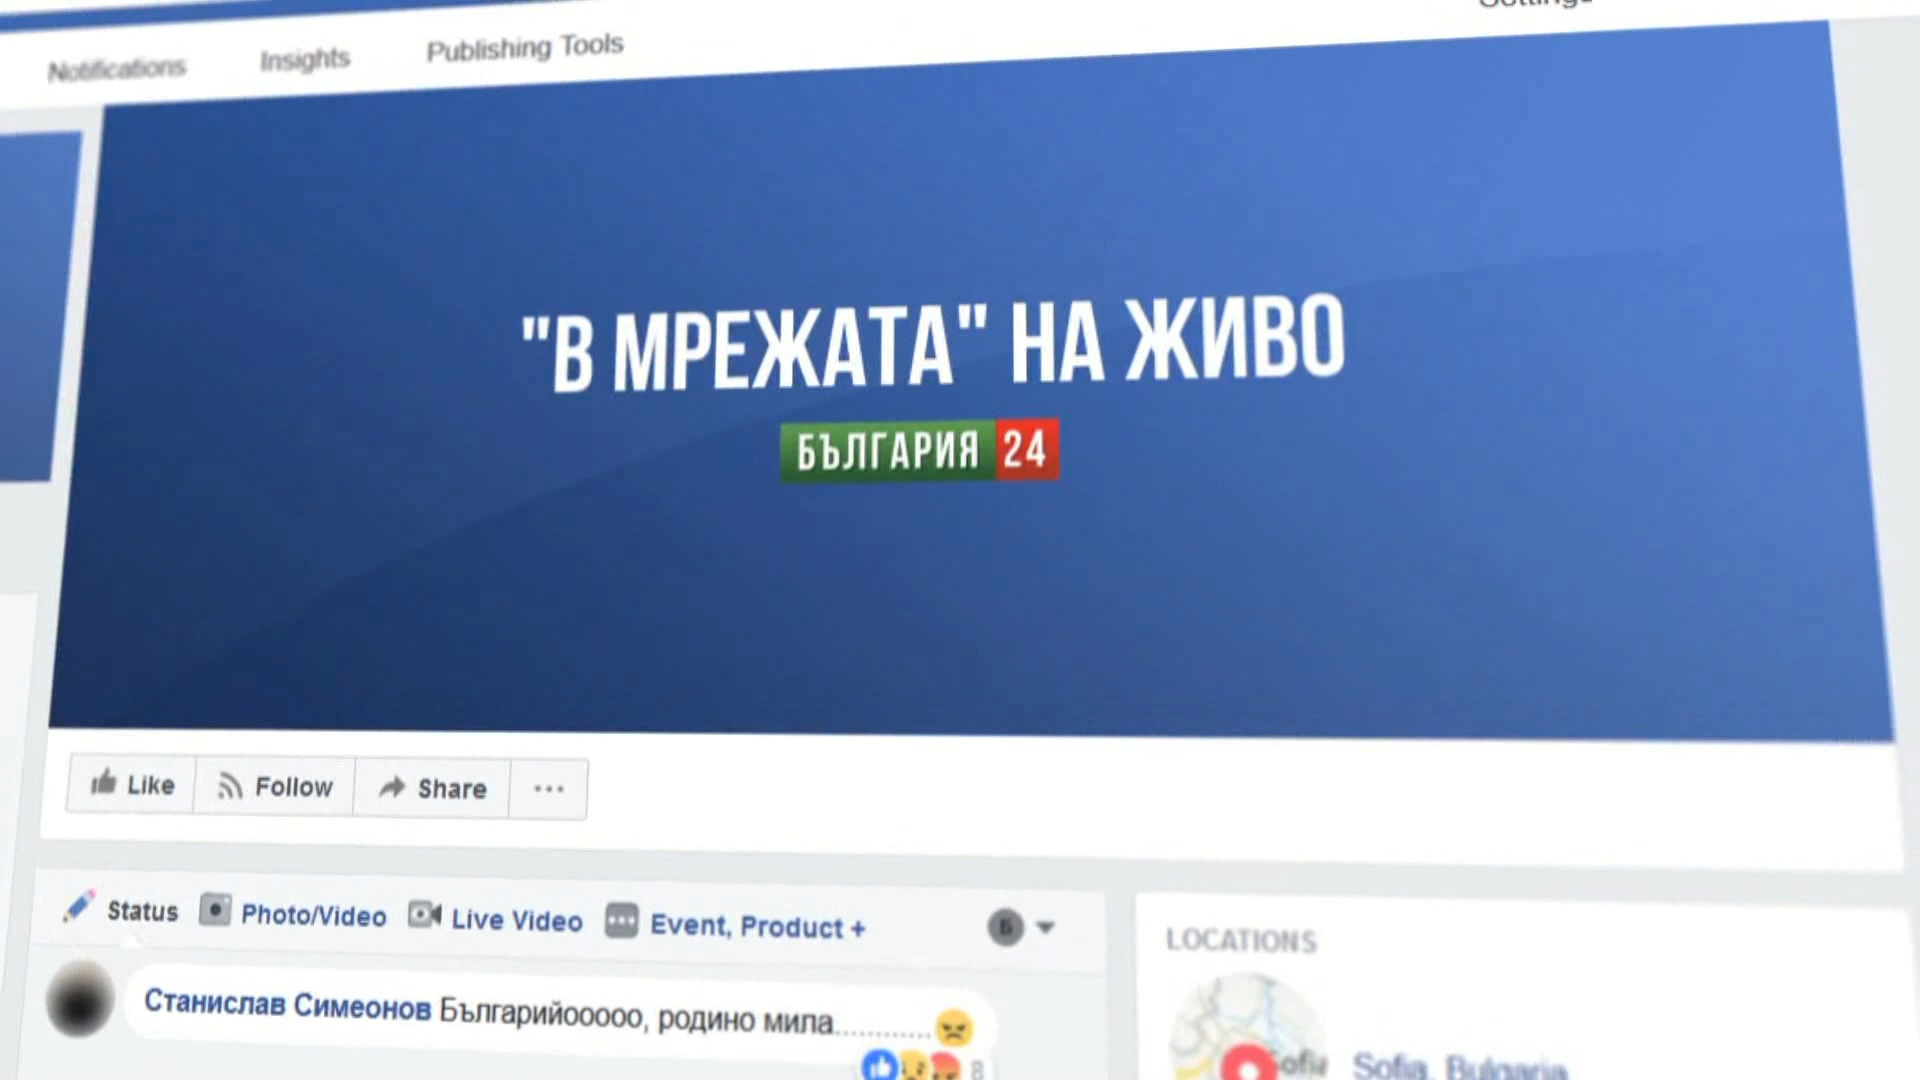 Notifications Insights Publishing Tools
"В МРЕЖАТА" НА ЖИВО
БЪЛГАРИЯ 24
Like Follow Share ...
Status Photo/Video Live Video Event, Product +
LOCATIONS
Станислав Симеонов Българийооооо, родино мила............
8
Sofia, Bulgaria